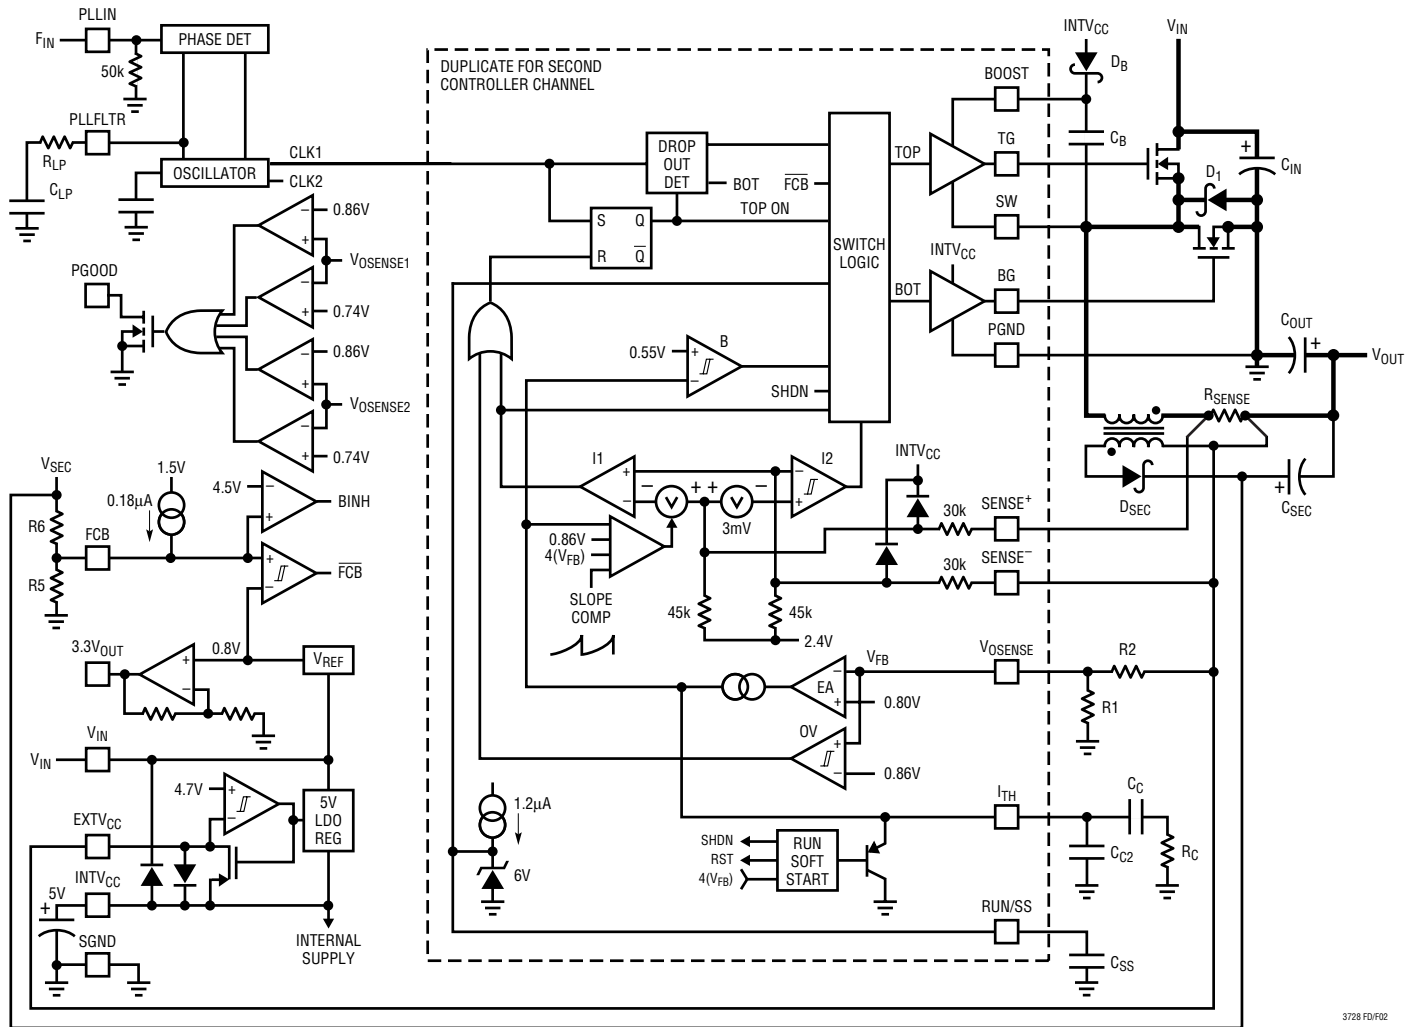 PLLIN
F_IN
PHASE DET
50k
PLLFLTR
R_LP
C_LP
OSCILLATOR
CLK1
CLK2
0.86V
V_OSENSE1
0.74V
PGOOD
0.86V
V_OSENSE2
0.74V
V_SEC
1.5V
0.18µA
4.5V
BINH
R6
FCB
R5
F̅C̅B̅
3.3V_OUT
0.8V
V_REF
V_IN
V_IN
4.7V
EXTV_CC
5V
LDO
REG
INTV_CC
5V
SGND
INTERNAL
SUPPLY
DUPLICATE FOR SECOND
CONTROLLER CHANNEL
DROP
OUT
DET
BOT
F̅C̅B̅
TOP ON
S
Q
R
Q̅
SWITCH
LOGIC
0.55V
B
SHDN
I1
I2
INTV_CC
3mV
0.86V
4(V_FB)
SLOPE
COMP
45k
45k
2.4V
30k
SENSE+
30k
SENSE−
V_FB
EA
0.80V
OV
0.86V
V_OSENSE
R2
R1
1.2µA
6V
SHDN
RST
4(V_FB)
RUN
SOFT
START
I_TH
C_C
C_C2
R_C
RUN/SS
C_SS
TOP
BOT
INTV_CC
BOOST
TG
SW
BG
PGND
INTV_CC
D_B
C_B
V_IN
D_1
C_IN
C_OUT
V_OUT
R_SENSE
D_SEC
C_SEC
3728 FD/F02